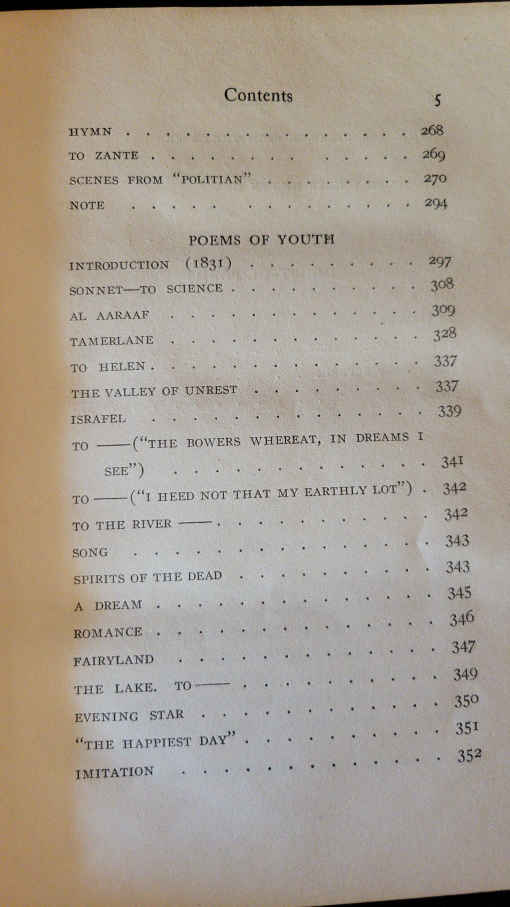 Contents 5
HYMN . . . . . . . . . . . . . . . 268
TO ZANTE . . . . . . . . . . . . . 269
SCENES FROM “POLITIAN” . . . . . . . . 270
NOTE . . . . . . . . . . . . . 294
POEMS OF YOUTH
INTRODUCTION (1831) . . . . . . . . . 297
SONNET—TO SCIENCE . . . . . . . . . . 308
AL AARAAF . . . . . . . . . . . . . 309
TAMERLANE . . . . . . . . . . . . . 328
TO HELEN . . . . . . . . . . . . . . 337
THE VALLEY OF UNREST . . . . . . . . . 337
ISRAFEL . . . . . . . . . . . . . . 339
TO ——(“THE BOWERS WHEREAT, IN DREAMS I
SEE”) . . . . . . . . . . . . . 341
TO ——(“I HEED NOT THAT MY EARTHLY LOT”) . 342
TO THE RIVER —— . . . . . . . . . . . 342
SONG . . . . . . . . . . . . . . . 343
SPIRITS OF THE DEAD . . . . . . . . . . 343
A DREAM . . . . . . . . . . . . . . 345
ROMANCE . . . . . . . . . . . . . . 346
FAIRYLAND . . . . . . . . . . . . . 347
THE LAKE. TO —— . . . . . . . . . . 349
EVENING STAR . . . . . . . . . . . . 350
“THE HAPPIEST DAY” . . . . . . . . . . 351
IMITATION . . . . . . . . . . . . . 352